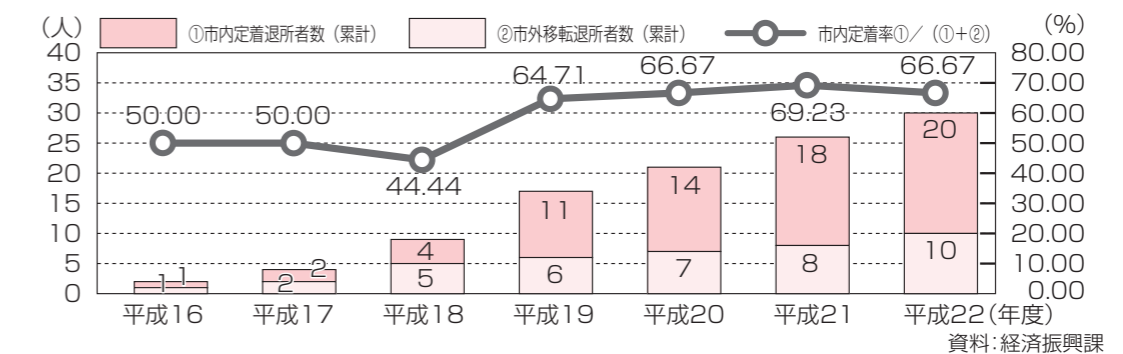 (人) ①市内定着退所者数(累計) ②市外移転退所者数(累計) 市内定着率①/(①+②) (%)
40 80.00
35 70.00
30 60.00
25 50.00
20 40.00
15 30.00
10 20.00
5 10.00
0 0.00
50.00 50.00 44.44 64.71 66.67 69.23 66.67
1 2 4 11 14 18 20
1 2 5 6 7 8 10
平成16 平成17 平成18 平成19 平成20 平成21 平成22(年度)
資料:経済振興課